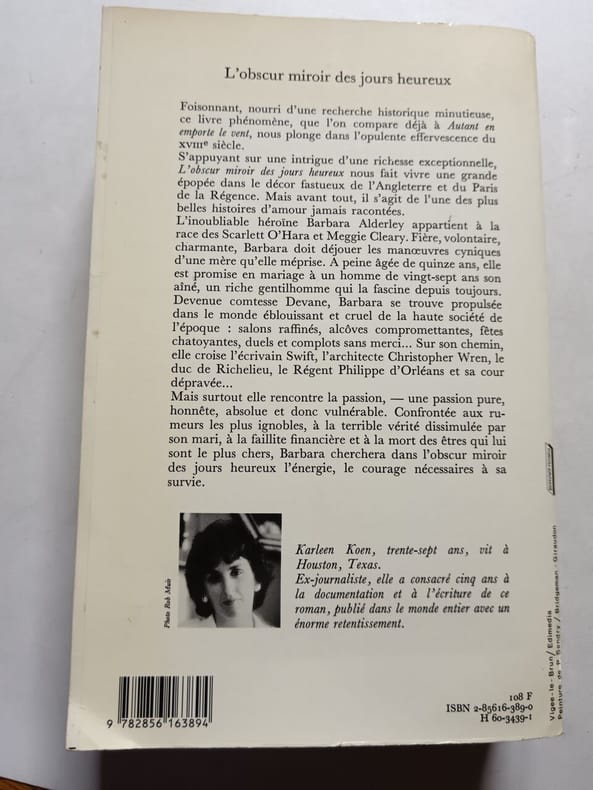 L'obscur miroir des jours heureux
Foisonnant, nourri d'une recherche historique minutieuse,
ce livre phénomène, que l'on compare déjà à Autant en
emporte le vent, nous plonge dans l'opulente effervescence du
XVIIIe siècle.
S'appuyant sur une intrigue d'une richesse exceptionnelle,
L'obscur miroir des jours heureux nous fait vivre une grande
épopée dans le décor fastueux de l'Angleterre et du Paris
de la Régence. Mais avant tout, il s'agit de l'une des plus
belles histoires d'amour jamais racontées.
L'inoubliable héroïne Barbara Alderley appartient à la
race des Scarlett O'Hara et Meggie Cleary. Fière, volontaire,
charmante, Barbara doit déjouer les manœuvres cyniques
d'une mère qu'elle méprise. A peine âgée de quinze ans, elle
est promise en mariage à un homme de vingt-sept ans son
aîné, un riche gentilhomme qui la fascine depuis toujours.
Devenue comtesse Devane, Barbara se trouve propulsée
dans le monde éblouissant et cruel de la haute société de
l'époque : salons raffinés, alcôves compromettantes, fêtes
chatoyantes, duels et complots sans merci... Sur son chemin,
elle croise l'écrivain Swift, l'architecte Christopher Wren, le
duc de Richelieu, le Régent Philippe d'Orléans et sa cour
dépravée...
Mais surtout elle rencontre la passion, — une passion pure,
honnête, absolue et donc vulnérable. Confrontée aux ru-
meurs les plus ignobles, à la terrible vérité dissimulée par
son mari, à la faillite financière et à la mort des êtres qui lui
sont le plus chers, Barbara cherchera dans l'obscur miroir
des jours heureux l'énergie, le courage nécessaires à sa
survie.
Photo Rob Muir
Karleen Koen, trente-sept ans, vit à
Houston, Texas.
Ex-journaliste, elle a consacré cinq ans à
la documentation et à l'écriture de ce
roman, publié dans le monde entier avec un
énorme retentissement.
9 782856 163894
108 F
ISBN 2-85616-389-0
H 60-3439-1
Vigée-le-Brun/Edimedia
Peinture de P Sendry/Bridgeman-Giraudon